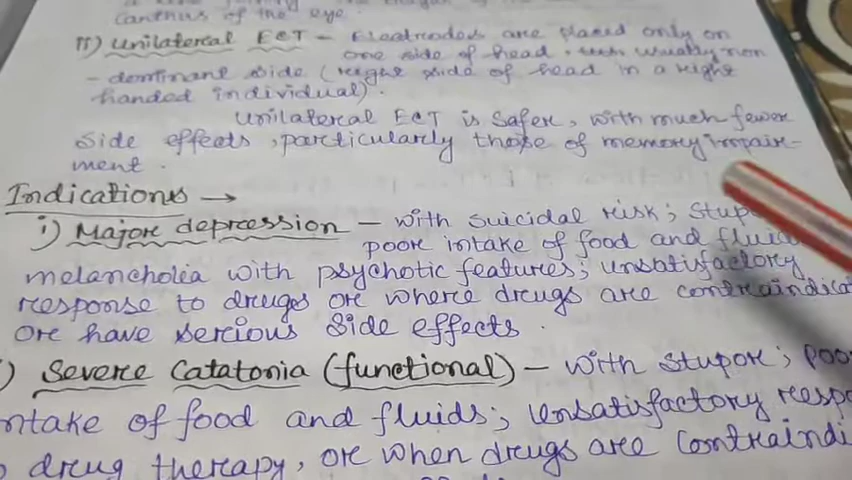 canthus of the eye.
ii) Unilateral ECT - Electrodes are placed only on
one side of head, usually non
- dominant side (right side of head in a right
handed individual).
Unilateral ECT is safer, with much fewer
side effects, particularly those of memory impair-
ment.
Indications →
i) Major depression - with suicidal risk; Stup
poor intake of food and fluid
melancholia with psychotic features; unsatisfactory
response to drugs or where drugs are contraindica
or have serious side effects.
) Severe catatonia (functional) - with stupor; poo
ntake of food and fluids; Unsatisfactory respo
drug therapy, or when drugs are contraindi